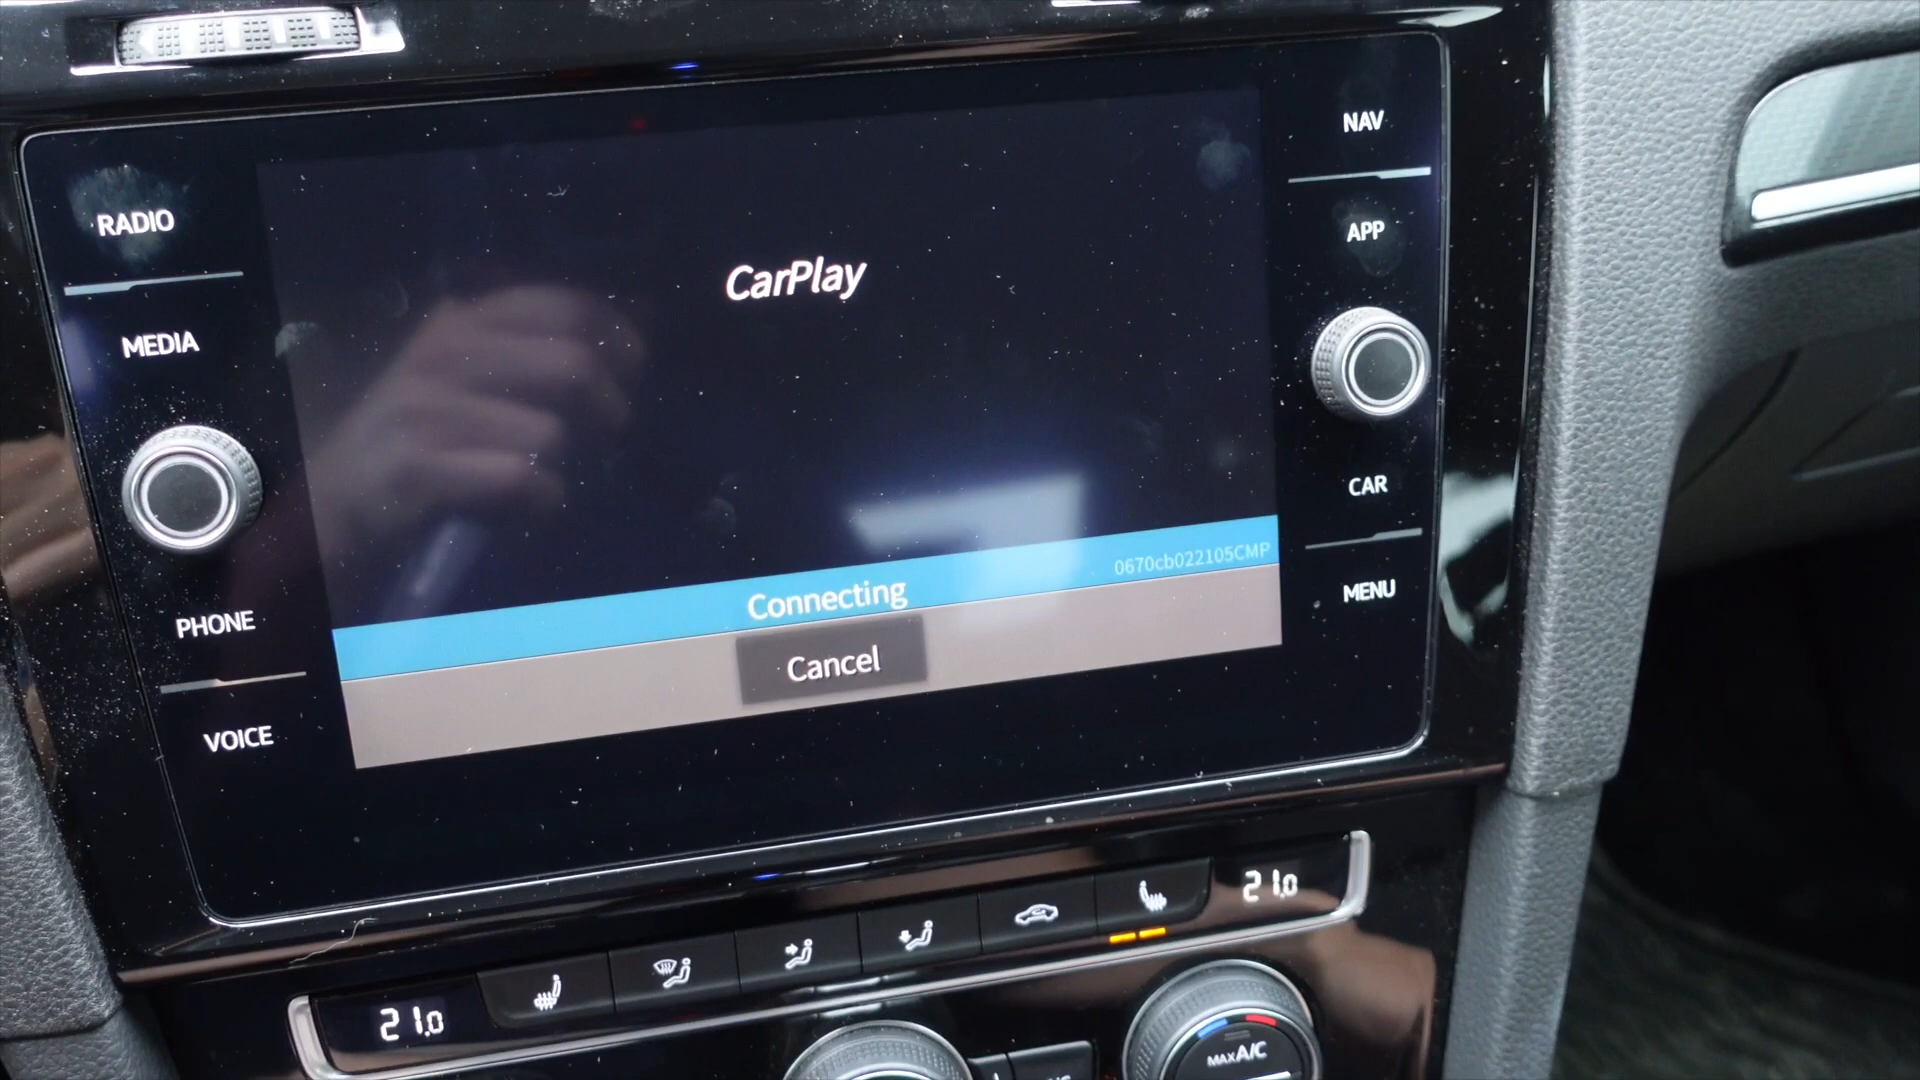 RADIO
MEDIA
PHONE
VOICE
CarPlay
0670cb022105CMP
Connecting
Cancel
NAV
APP
CAR
MENU
21.0
21.0
MAX A/C